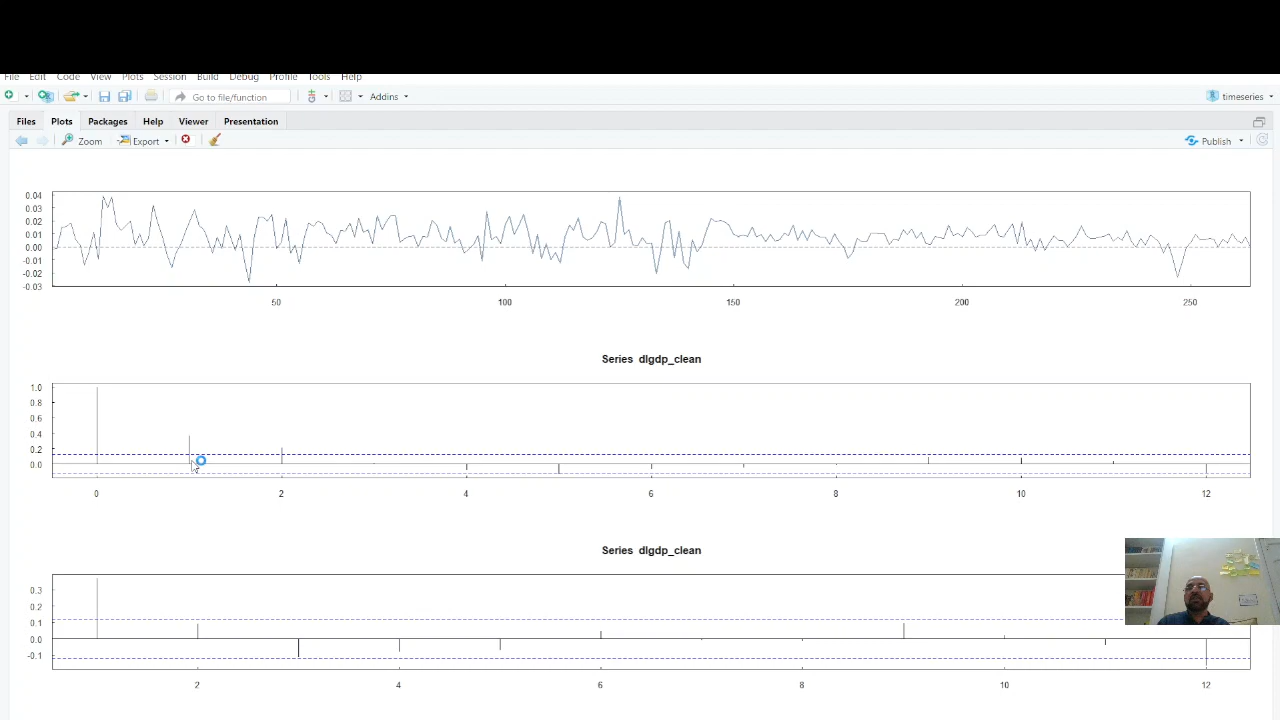 File Edit Code View Plots Session Build Debug Profile Tools Help
Go to file/function Addins timeseries
Files Plots Packages Help Viewer Presentation
Zoom Export Publish
0.04
0.03
0.02
0.01
0.00
-0.01
-0.02
-0.03
50 100 150 200 250
Series dlgdp_clean
1.0
0.8
0.6
0.4
0.2
0.0
0 2 4 6 8 10 12
Series dlgdp_clean
0.3
0.2
0.1
0.0
-0.1
2 4 6 8 10 12